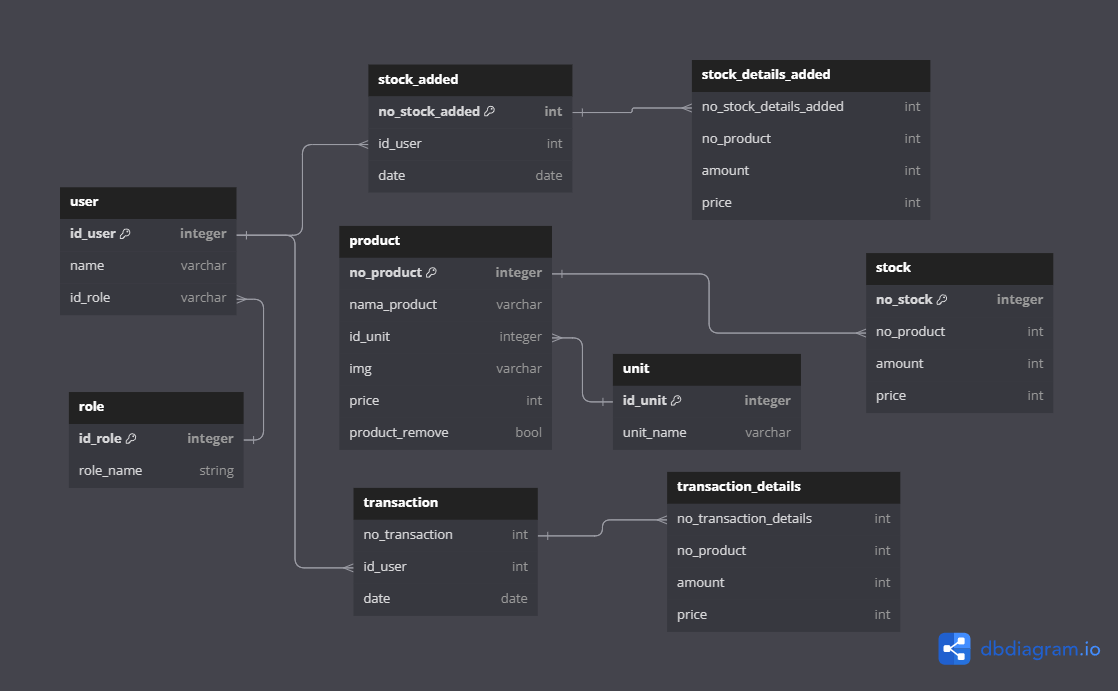 stock_added
no_stock_added int
id_user int
date date
stock_details_added
no_stock_details_added int
no_product int
amount int
price int
user
id_user integer
name varchar
id_role varchar
product
no_product integer
nama_product varchar
id_unit integer
img varchar
price int
product_remove bool
stock
no_stock integer
no_product int
amount int
price int
unit
id_unit integer
unit_name varchar
role
id_role integer
role_name string
transaction
no_transaction int
id_user int
date date
transaction_details
no_transaction_details int
no_product int
amount int
price int
dbdiagram.io